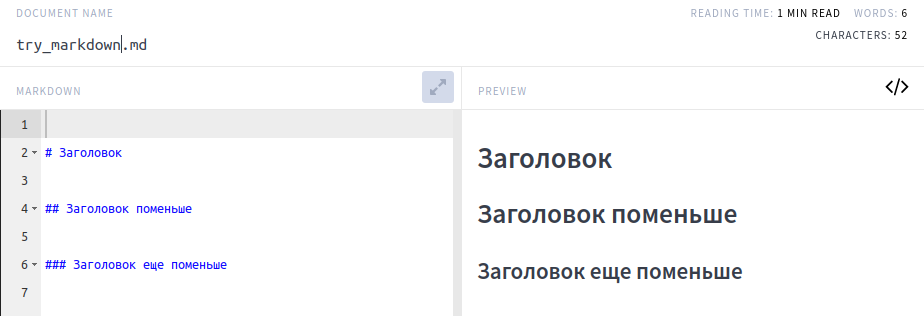 DOCUMENT NAME
READING TIME: 1 MIN READ WORDS: 6
CHARACTERS: 52
try_markdown.md
MARKDOWN
PREVIEW </>
1
2 # Заголовок
3
4 ## Заголовок поменьше
5
6 ### Заголовок еще поменьше
7
Заголовок
Заголовок поменьше
Заголовок еще поменьше